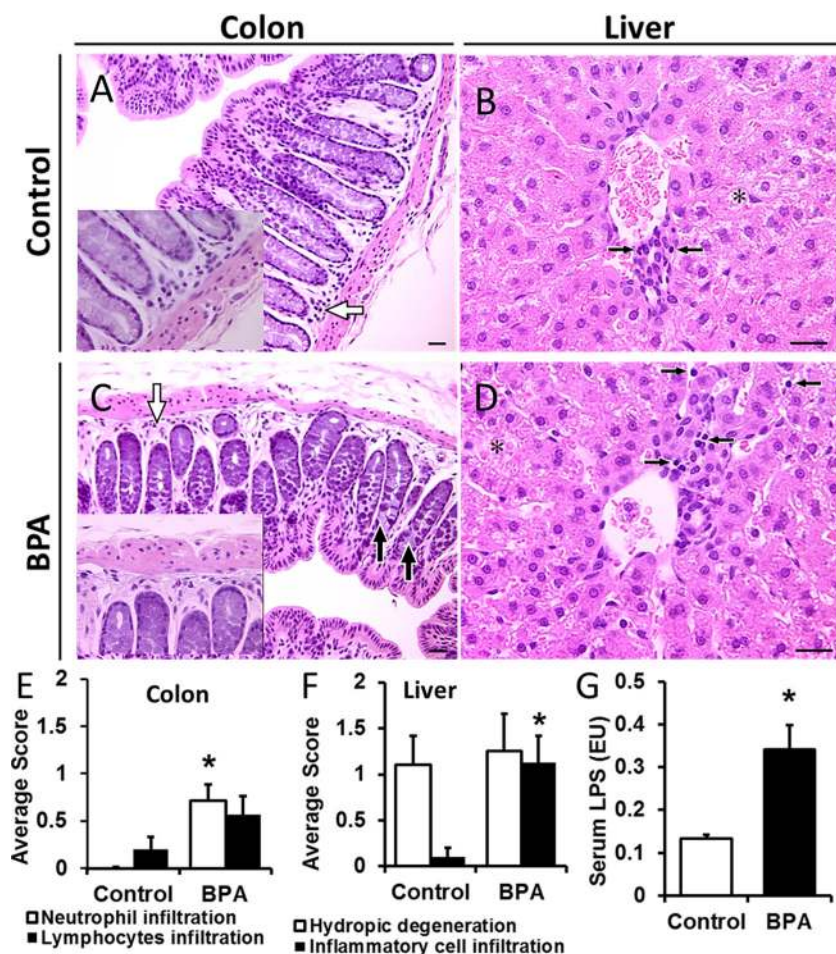 Colon
Liver
Control
A
B
*
BPA
C
D
*
E
2
1.5
1
0.5
0
Average Score
Colon
*
Control
BPA
Neutrophil infiltration
Lymphocytes infiltration
F
2
1.5
1
0.5
0
Average Score
Liver
*
Control
BPA
Hydropic degeneration
Inflammatory cell infiltration
G
0.5
0.4
0.3
0.2
0.1
0
Serum LPS (EU)
*
Control
BPA